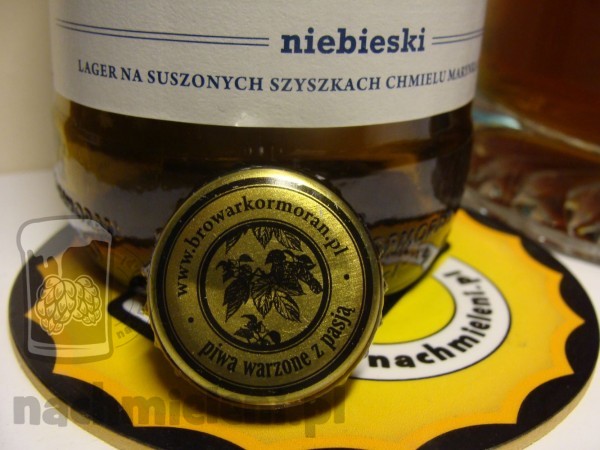 niebieski
LAGER NA SUSZONYCH SZYSZKACH CHMIELU
www.browarkormoran.pl
piwa warzone z pasją
nachmieleni.pl
nachmieleni.pl